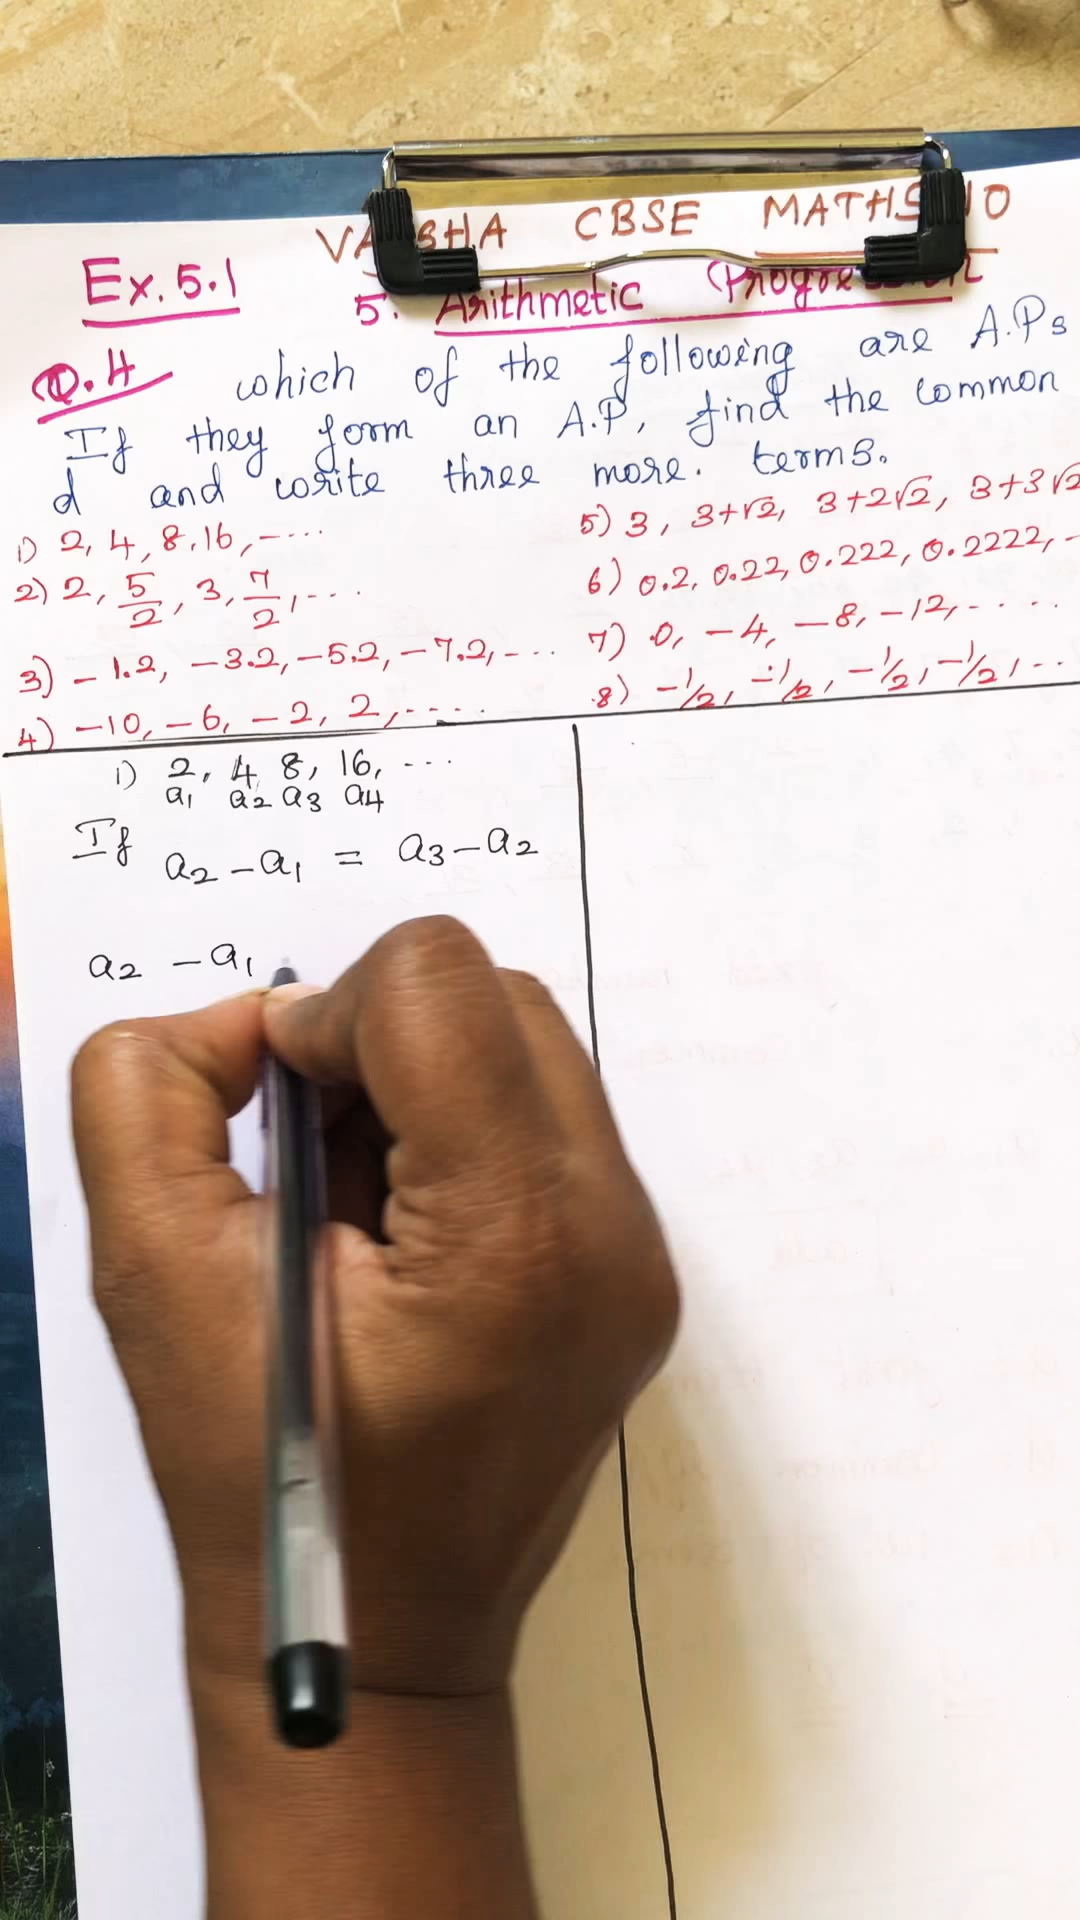 CBSE MATHS 10
Ex. 5.1
5. Arithmetic
Q.4 which of the following are A.Ps
If they form an A.P, find the common
d and write three more. terms.
1) 2, 4, 8, 16, ....
2) 2, 5/2, 3, 7/2, ...
3) -1.2, -3.2, -5.2, -7.2, ...
4) -10, -6, -2, 2, ....
5) 3, 3+√2, 3+2√2, 3+3√2
6) 0.2, 0.22, 0.222, 0.2222, .
7) 0, -4, -8, -12, ....
8) -1/2, -1/2, -1/2, -1/2, ...
1) 2, 4, 8, 16, ...
a1 a2 a3 a4
If a2 - a1 = a3 - a2
a2 - a1